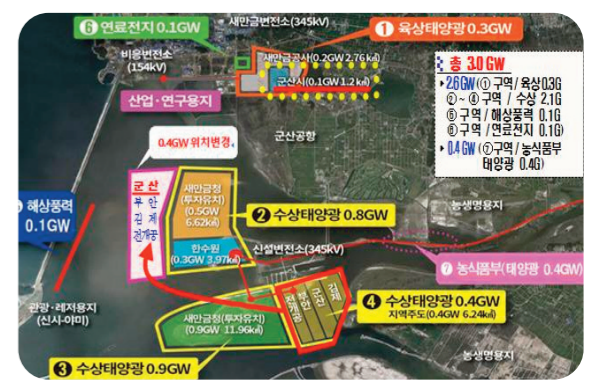 ⑥ 연료전지 0.1GW
새만금변전소(345kV)
① 육상태양광 0.3GW
비응변전소
(154kV)
새만금공사(0.2GW 2.76㎢)
군산시(0.1GW 1.2㎢)
산업·연구용지
군산공항
총 3.0 GW
▸2.6GW(①구역/육상0.3G
②~④구역 / 수상 2.1G
⑤구역/해상풍력 0.1G
⑥구역/연료전지 0.1G)
▸0.4GW(⑦구역/농식품부
태양광 0.4G)
0.4GW 위치변경
군 산
부 안
김 제
전개공
새만금청
(투자유치)
(0.5GW
6.62㎢)
② 수상태양광 0.8GW
한수원
(0.3GW 3.97㎢)
신설변전소(345kV)
농생명용지
해상풍력
0.1GW
⑦ 농식품부(태양광 0.4GW)
관광·레저용지
(신시-야미)
새만금청(투자유치)
(0.9GW 11.96㎢)
전개공
부안
군산
김제
④ 수상태양광 0.4GW
지역주도(0.4GW 6.24㎢)
③ 수상태양광 0.9GW
농생명용지